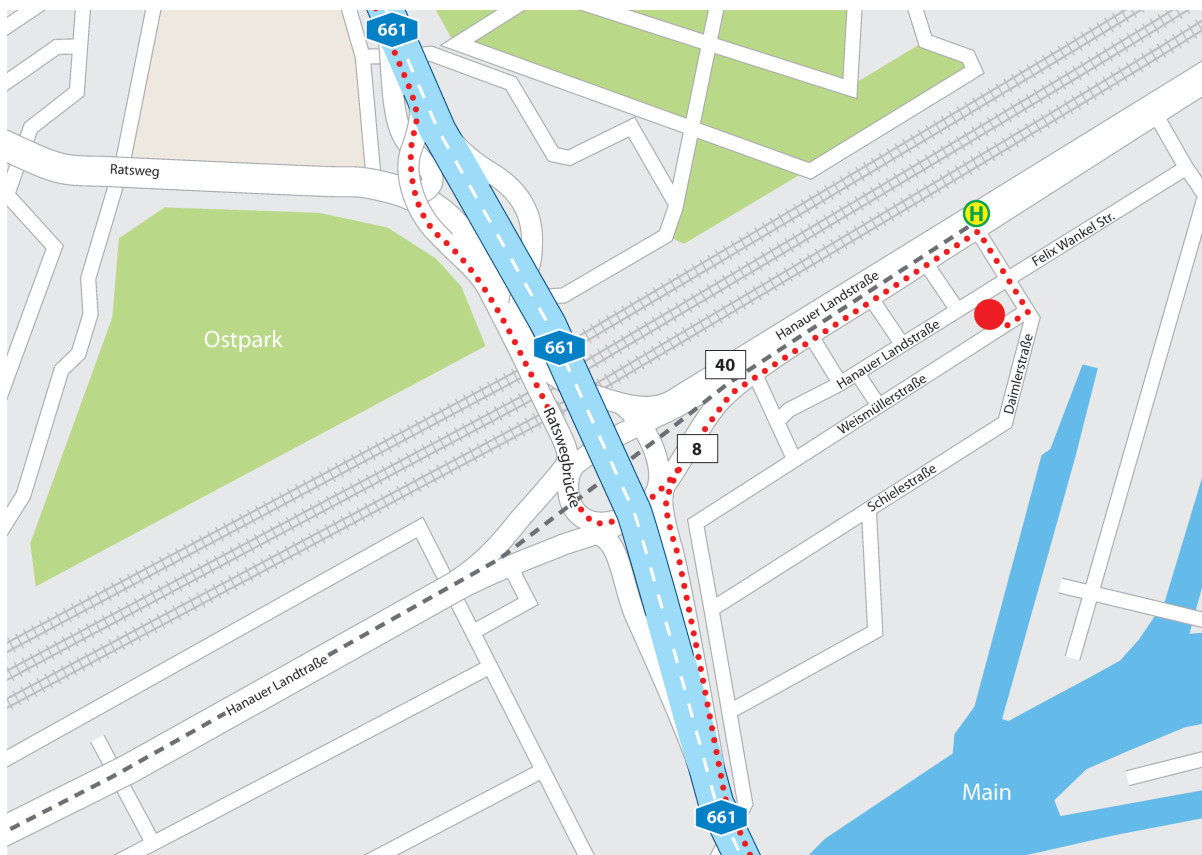 661
Ratsweg
H
Felix Wankel Str.
Hanauer Landstraße
Ostpark
661
Hanauer Landstraße
40
Daimlerstraße
Weismüllerstraße
Ratswegbrücke
8
Schielestraße
Hanauer Landtraße
Main
661